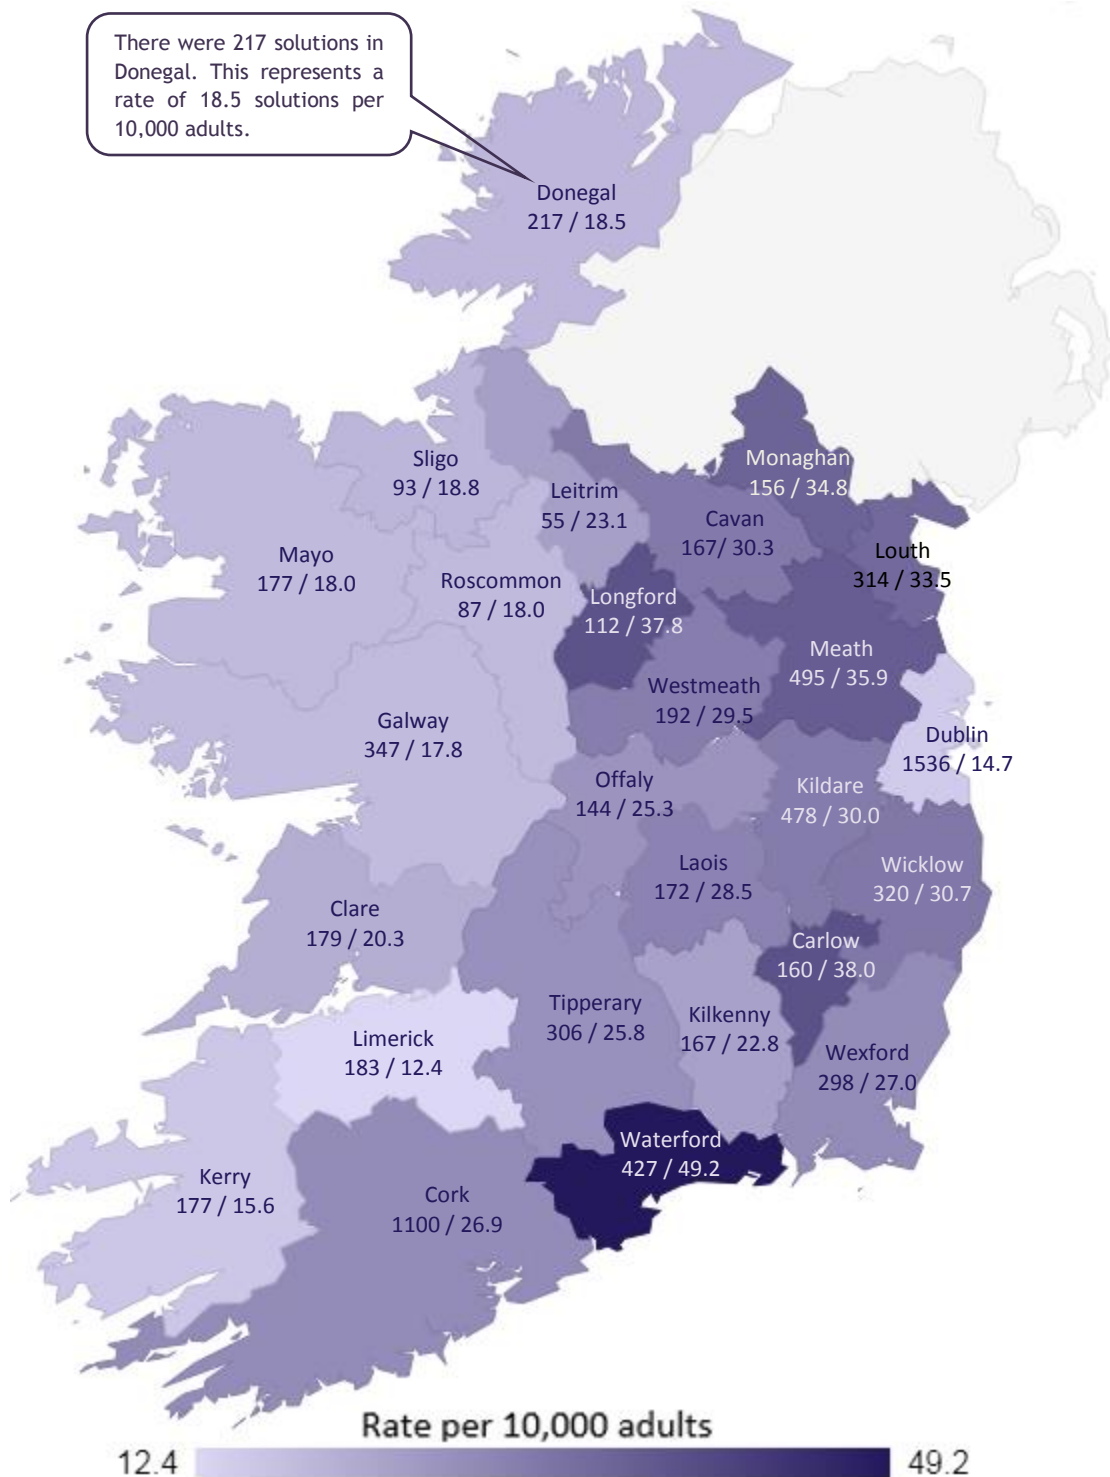 There were 217 solutions in
Donegal. This represents a
rate of 18.5 solutions per
10,000 adults.
Donegal
217 / 18.5
Sligo
93 / 18.8
Leitrim
55 / 23.1
Monaghan
156 / 34.8
Cavan
167/ 30.3
Louth
314 / 33.5
Mayo
177 / 18.0
Roscommon
87 / 18.0
Longford
112 / 37.8
Meath
495 / 35.9
Westmeath
192 / 29.5
Galway
347 / 17.8
Dublin
1536 / 14.7
Offaly
144 / 25.3
Kildare
478 / 30.0
Laois
172 / 28.5
Wicklow
320 / 30.7
Clare
179 / 20.3
Carlow
160 / 38.0
Tipperary
306 / 25.8
Kilkenny
167 / 22.8
Limerick
183 / 12.4
Wexford
298 / 27.0
Waterford
427 / 49.2
Kerry
177 / 15.6
Cork
1100 / 26.9
Rate per 10,000 adults
12.4
49.2